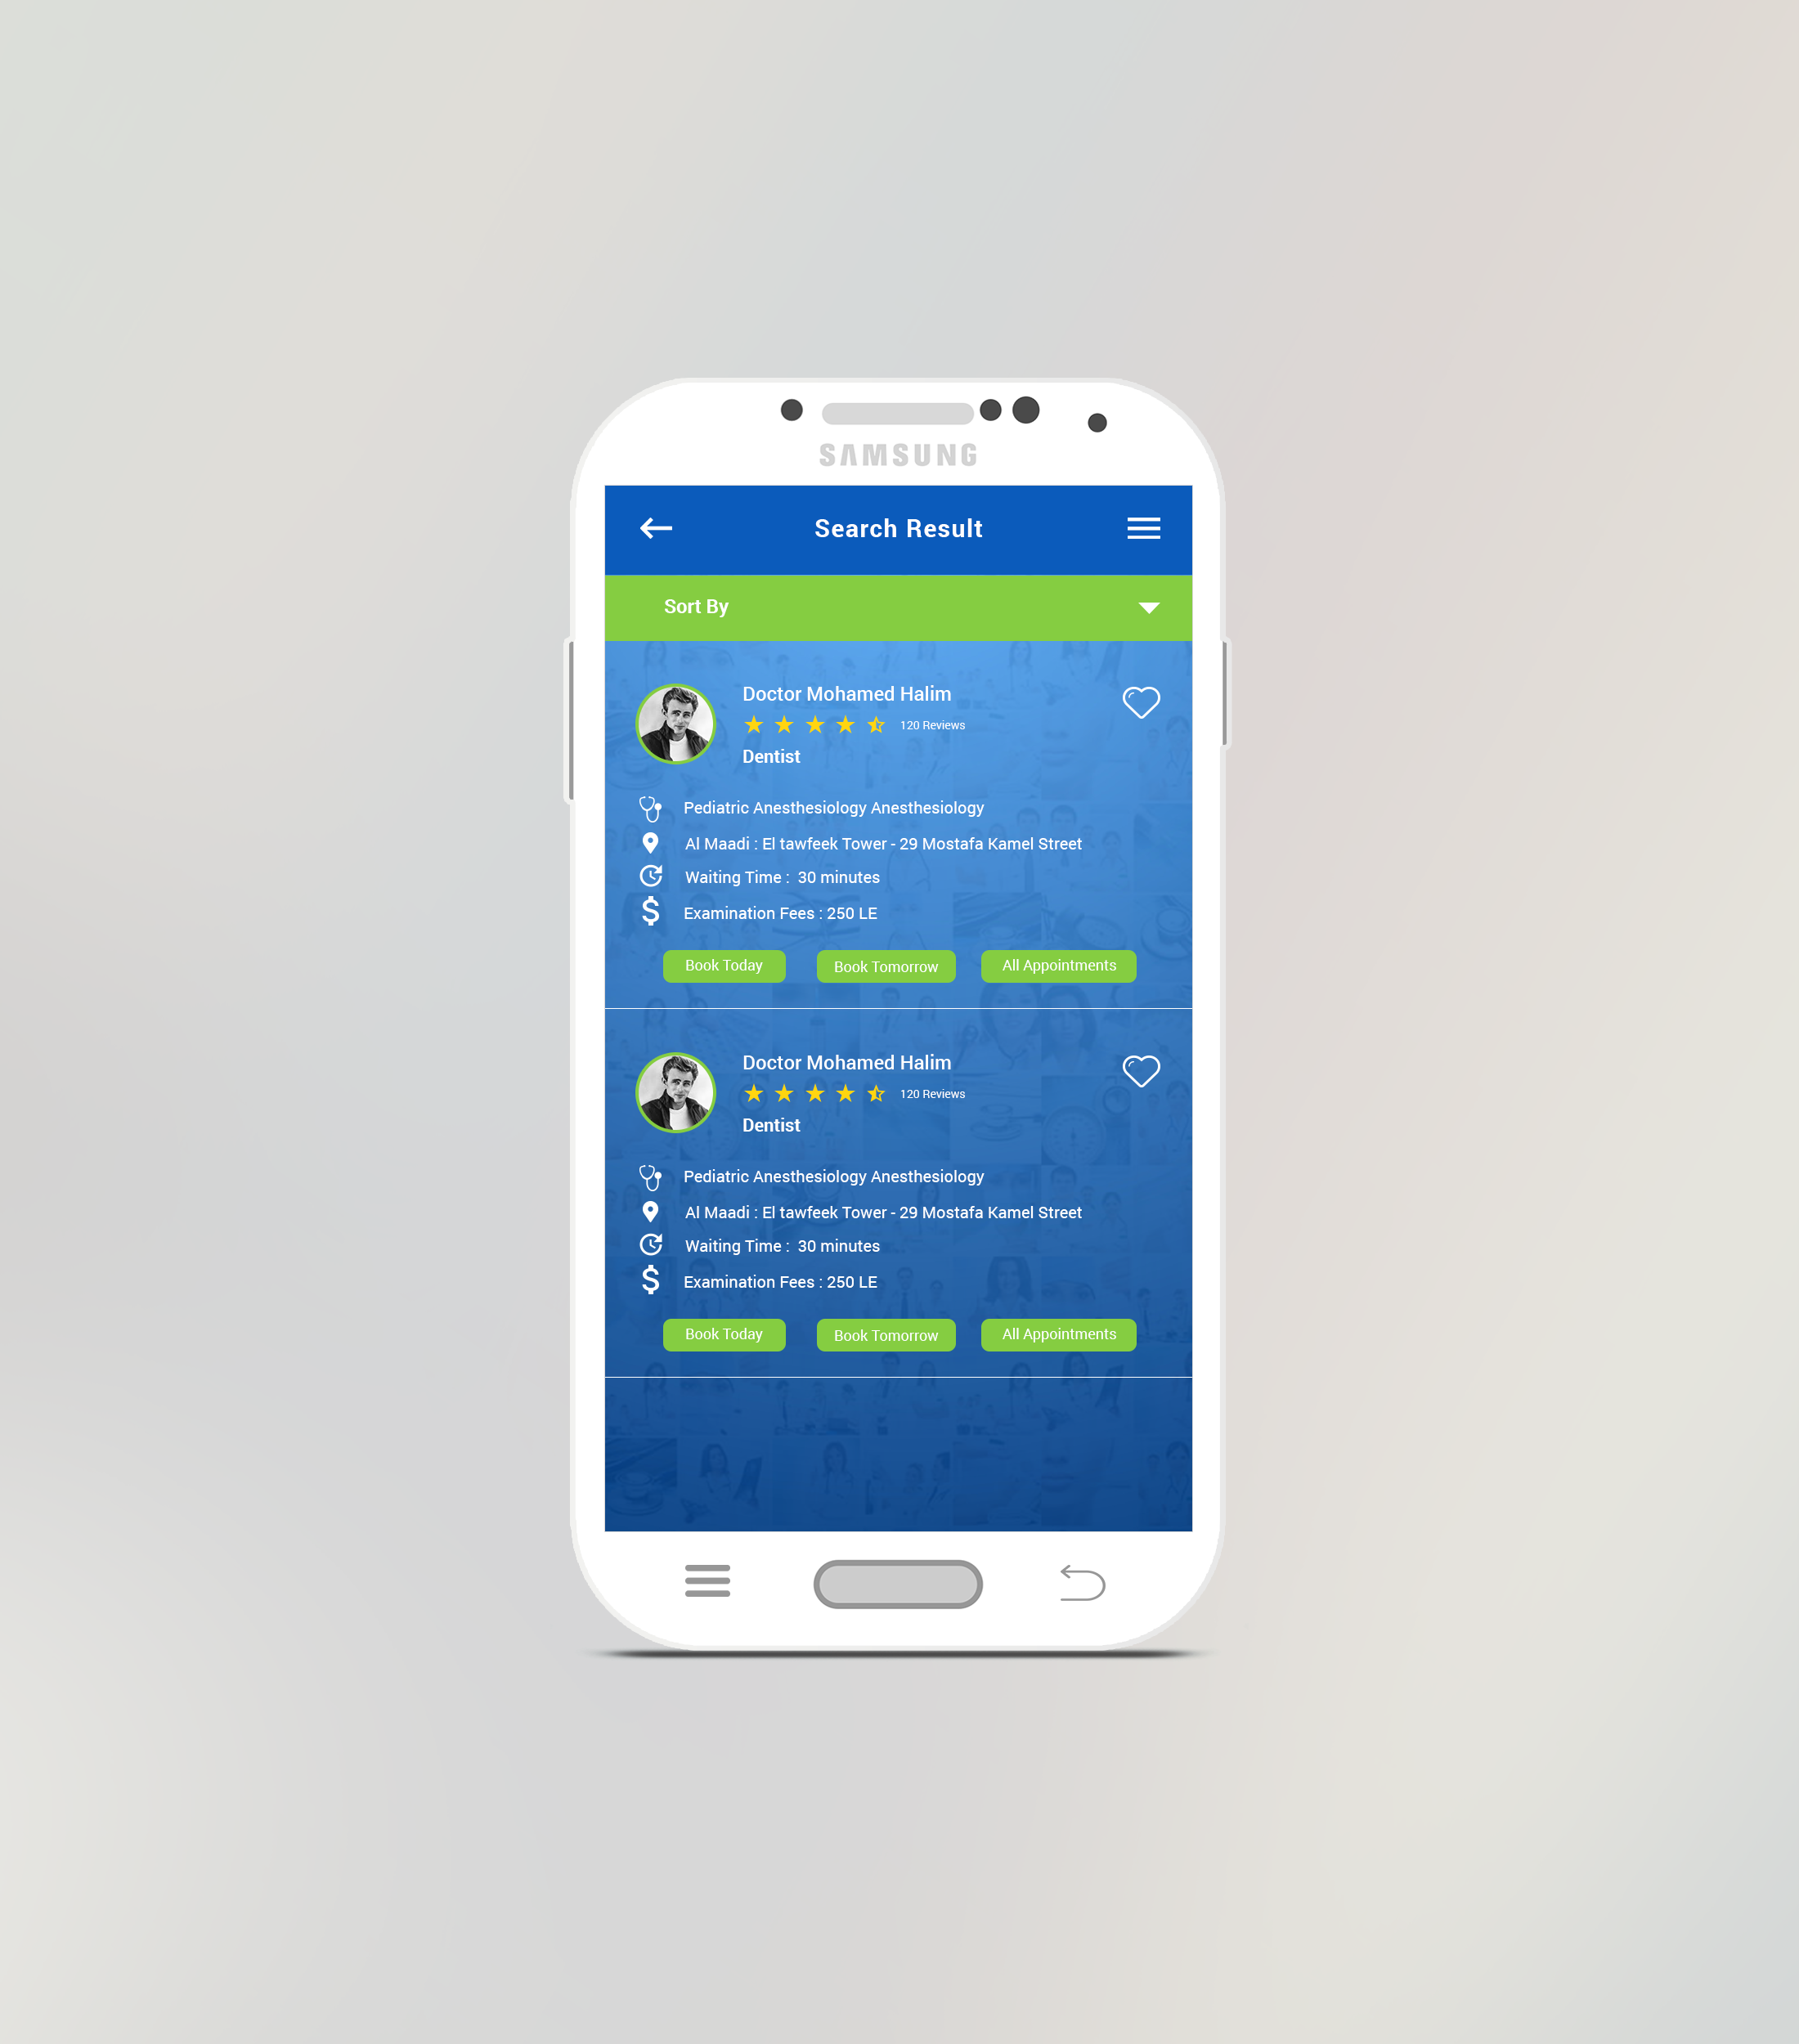 SAMSUNG
Search Result
Sort By
Doctor Mohamed Halim
120 Reviews
Dentist
Pediatric Anesthesiology Anesthesiology
Al Maadi : El tawfeek Tower - 29 Mostafa Kamel Street
Waiting Time :  30 minutes
$ Examination Fees : 250 LE
Book Today Book Tomorrow All Appointments
Doctor Mohamed Halim
120 Reviews
Dentist
Pediatric Anesthesiology Anesthesiology
Al Maadi : El tawfeek Tower - 29 Mostafa Kamel Street
Waiting Time :  30 minutes
$ Examination Fees : 250 LE
Book Today Book Tomorrow All Appointments